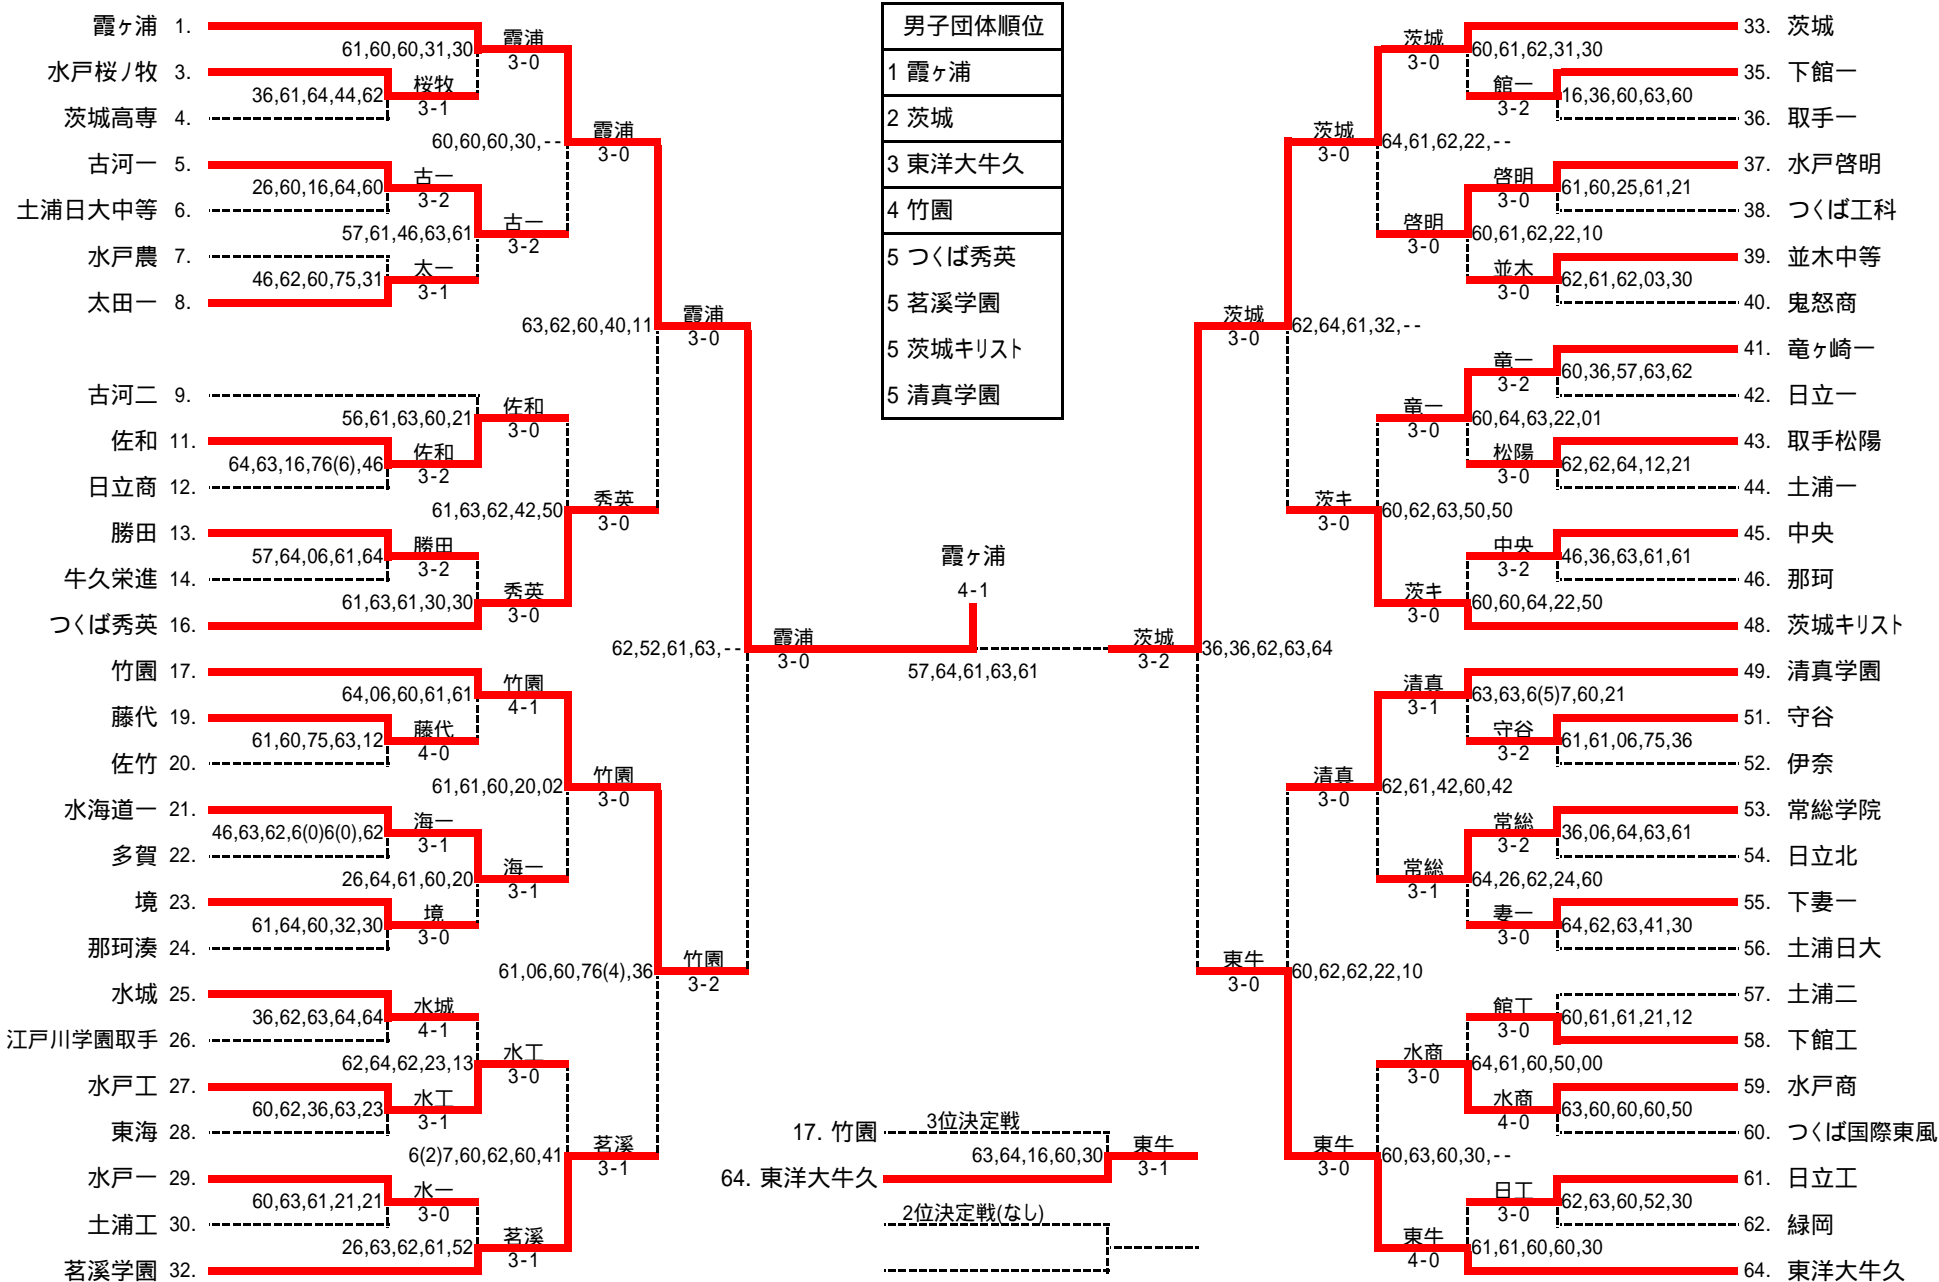 霞ヶ浦 1.
61,60,60,31,30
霞浦
3-0
水戸桜ノ牧 3.
36,61,64,44,62
桜牧
3-1
茨城高専 4.
60,60,60,30,--
霞浦
3-0
古河一 5.
26,60,16,64,60
古一
3-2
土浦日大中等 6.
57,61,46,63,61
古一
3-2
水戸農 7.
46,62,60,75,31
太一
3-1
太田一 8.
63,62,60,40,11
霞浦
3-0
古河二 9.
56,61,63,60,21
佐和
3-0
佐和 11.
64,63,16,76(6),46
佐和
3-2
日立商 12.
61,63,62,42,50
秀英
3-0
勝田 13.
57,64,06,61,64
勝田
3-2
牛久栄進 14.
61,63,61,30,30
秀英
3-0
つくば秀英 16.
62,52,61,63,--
霞浦
3-0
竹園 17.
64,06,60,61,61
竹園
4-1
藤代 19.
61,60,75,63,12
藤代
4-0
佐竹 20.
61,61,60,20,02
竹園
3-0
水海道一 21.
46,63,62,6(0)6(0),62
海一
3-1
多賀 22.
26,64,61,60,20
海一
3-1
境 23.
61,64,60,32,30
境
3-0
那珂湊 24.
61,06,60,76(4),36
竹園
3-2
水城 25.
36,62,63,64,64
水城
4-1
江戸川学園取手 26.
62,64,62,23,13
水工
3-0
水戸工 27.
60,62,36,63,23
水工
3-1
東海 28.
6(2)7,60,62,60,41
茗溪
3-1
水戸一 29.
60,63,61,21,21
水一
3-0
土浦工 30.
26,63,62,61,52
茗溪
3-1
茗溪学園 32.
男子団体順位
1 霞ヶ浦
2 茨城
3 東洋大牛久
4 竹園
5 つくば秀英
5 茗溪学園
5 茨城キリスト
5 清真学園
霞ヶ浦
4-1
57,64,61,63,61
17. 竹園
3位決定戦
63,64,16,60,30
東牛
3-1
64. 東洋大牛久
2位決定戦(なし)
33. 茨城
茨城
3-0
60,61,62,31,30
35. 下館一
館一
3-2
16,36,60,63,60
36. 取手一
茨城
3-0
64,61,62,22,--
37. 水戸啓明
啓明
3-0
61,60,25,61,21
38. つくば工科
啓明
3-0
60,61,62,22,10
39. 並木中等
並木
3-0
62,61,62,03,30
40. 鬼怒商
茨城
3-0
62,64,61,32,--
41. 竜ヶ崎一
竜一
3-2
60,36,57,63,62
42. 日立一
竜一
3-0
60,64,63,22,01
43. 取手松陽
松陽
3-0
62,62,64,12,21
44. 土浦一
茨キ
3-0
60,62,63,50,50
45. 中央
中央
3-2
46,36,63,61,61
46. 那珂
茨キ
3-0
60,60,64,22,50
48. 茨城キリスト
茨城
3-2
36,36,62,63,64
49. 清真学園
清真
3-1
63,63,6(5)7,60,21
51. 守谷
守谷
3-2
61,61,06,75,36
52. 伊奈
清真
3-0
62,61,42,60,42
53. 常総学院
常総
3-2
36,06,64,63,61
54. 日立北
常総
3-1
64,26,62,24,60
55. 下妻一
妻一
3-0
64,62,63,41,30
56. 土浦日大
東牛
3-0
60,62,62,22,10
57. 土浦二
館工
3-0
60,61,61,21,12
58. 下館工
水商
3-0
64,61,60,50,00
59. 水戸商
水商
4-0
63,60,60,60,50
60. つくば国際東風
東牛
3-0
60,63,60,30,--
61. 日立工
日工
3-0
62,63,60,52,30
62. 緑岡
東牛
4-0
61,61,60,60,30
64. 東洋大牛久